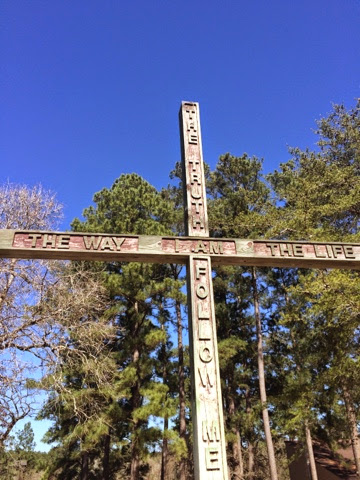 THE TRUTH
THE WAY I AM THE LIFE
FOLLOW ME